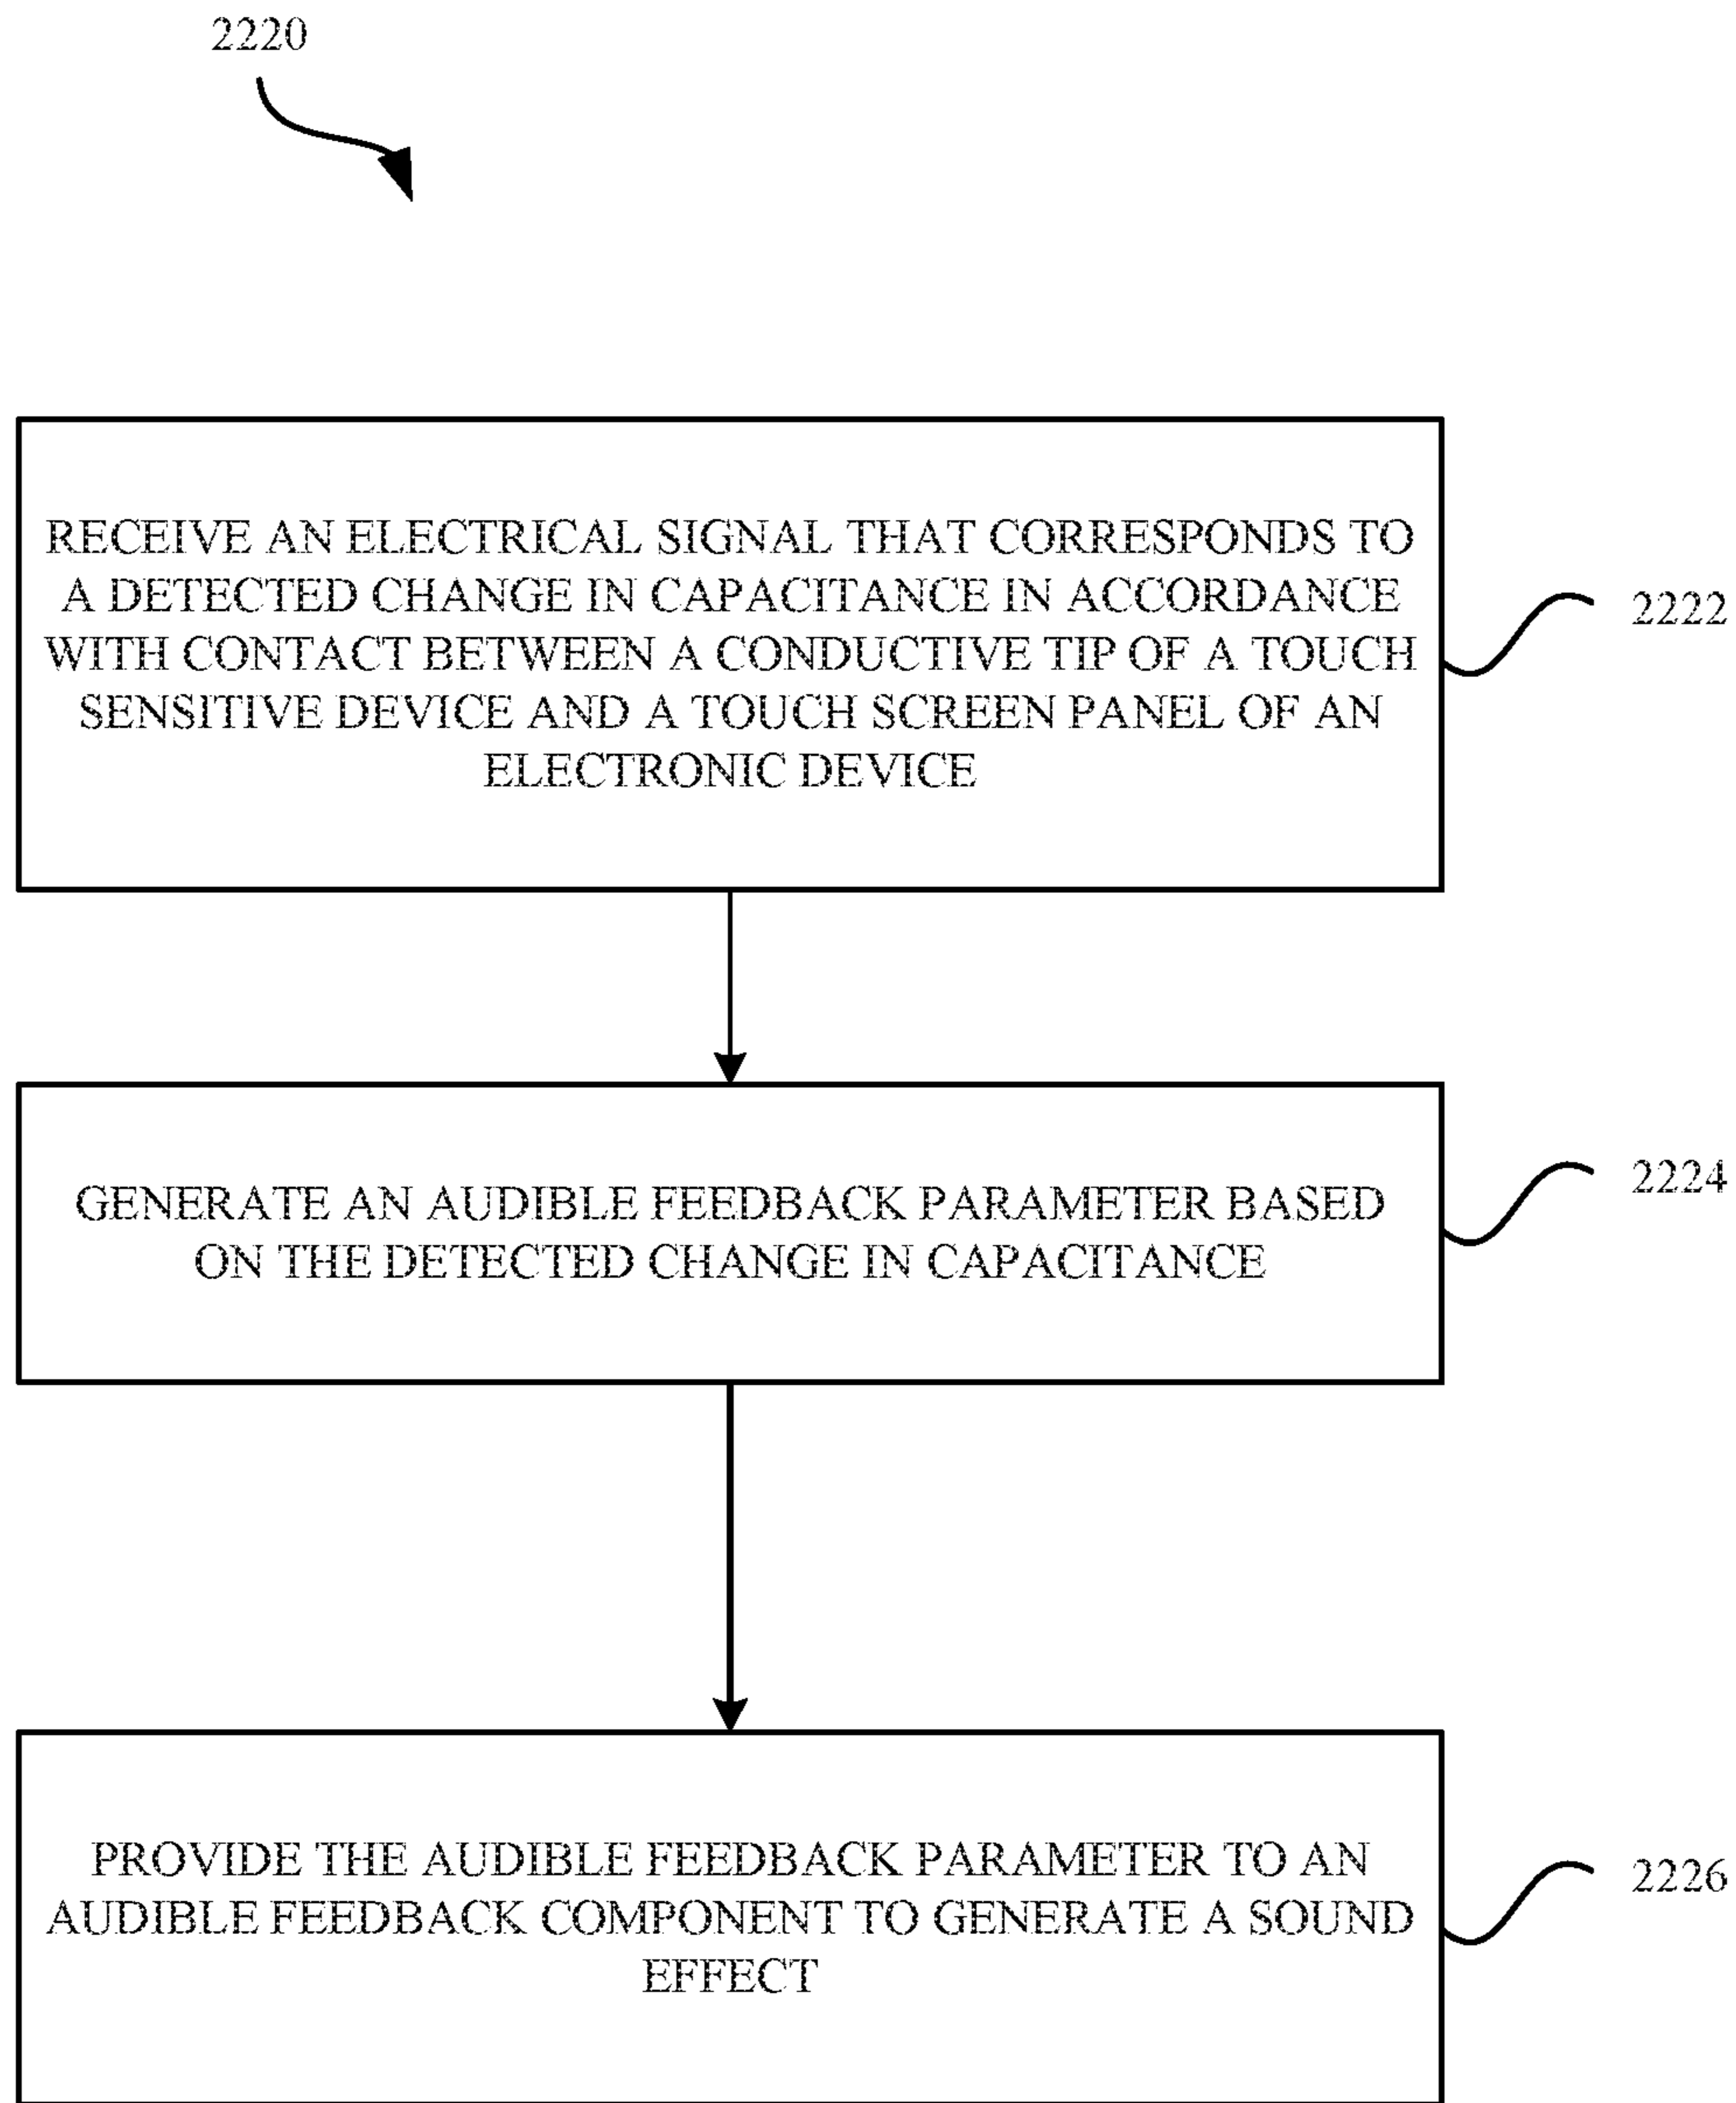 2220
RECEIVE AN ELECTRICAL SIGNAL THAT CORRESPONDS TO
A DETECTED CHANGE IN CAPACITANCE IN ACCORDANCE
WITH CONTACT BETWEEN A CONDUCTIVE TIP OF A TOUCH
SENSITIVE DEVICE AND A TOUCH SCREEN PANEL OF AN
ELECTRONIC DEVICE
2222
GENERATE AN AUDIBLE FEEDBACK PARAMETER BASED
ON THE DETECTED CHANGE IN CAPACITANCE
2224
PROVIDE THE AUDIBLE FEEDBACK PARAMETER TO AN
AUDIBLE FEEDBACK COMPONENT TO GENERATE A SOUND
EFFECT
2226